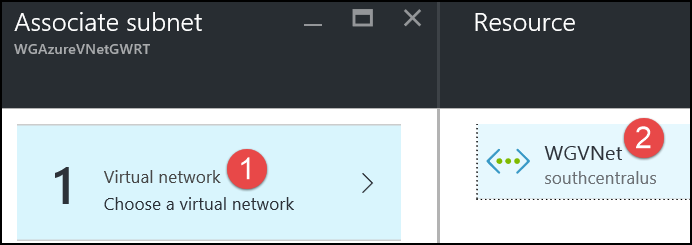 Associate subnet
WGAzureVNetGWRT
Resource
1
Virtual network
1
Choose a virtual network
WGVNet
2
southcentralus